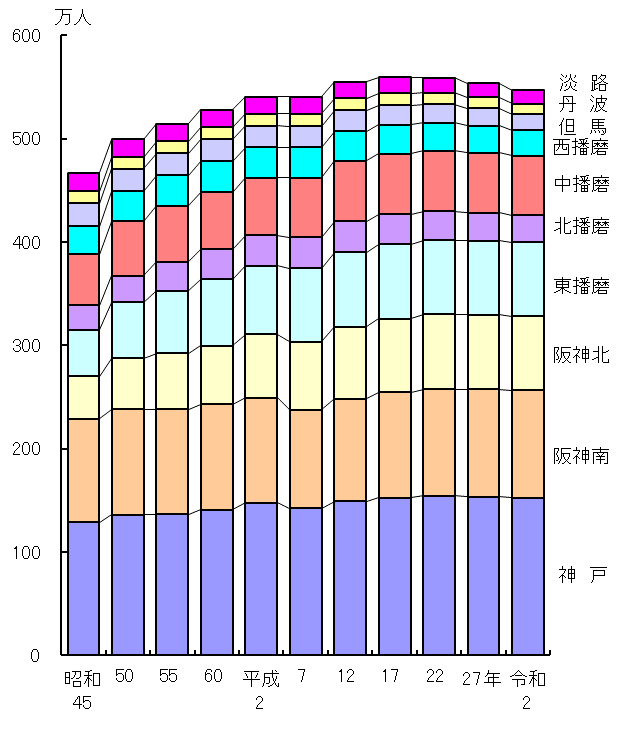 万人
600
500
400
300
200
100
0
淡 路
丹 波
但 馬
西播磨
中播磨
北播磨
東播磨
阪神北
阪神南
神 戸
昭和 50 55 60 平成 7 12 17 22 27年 令和
45 2 2